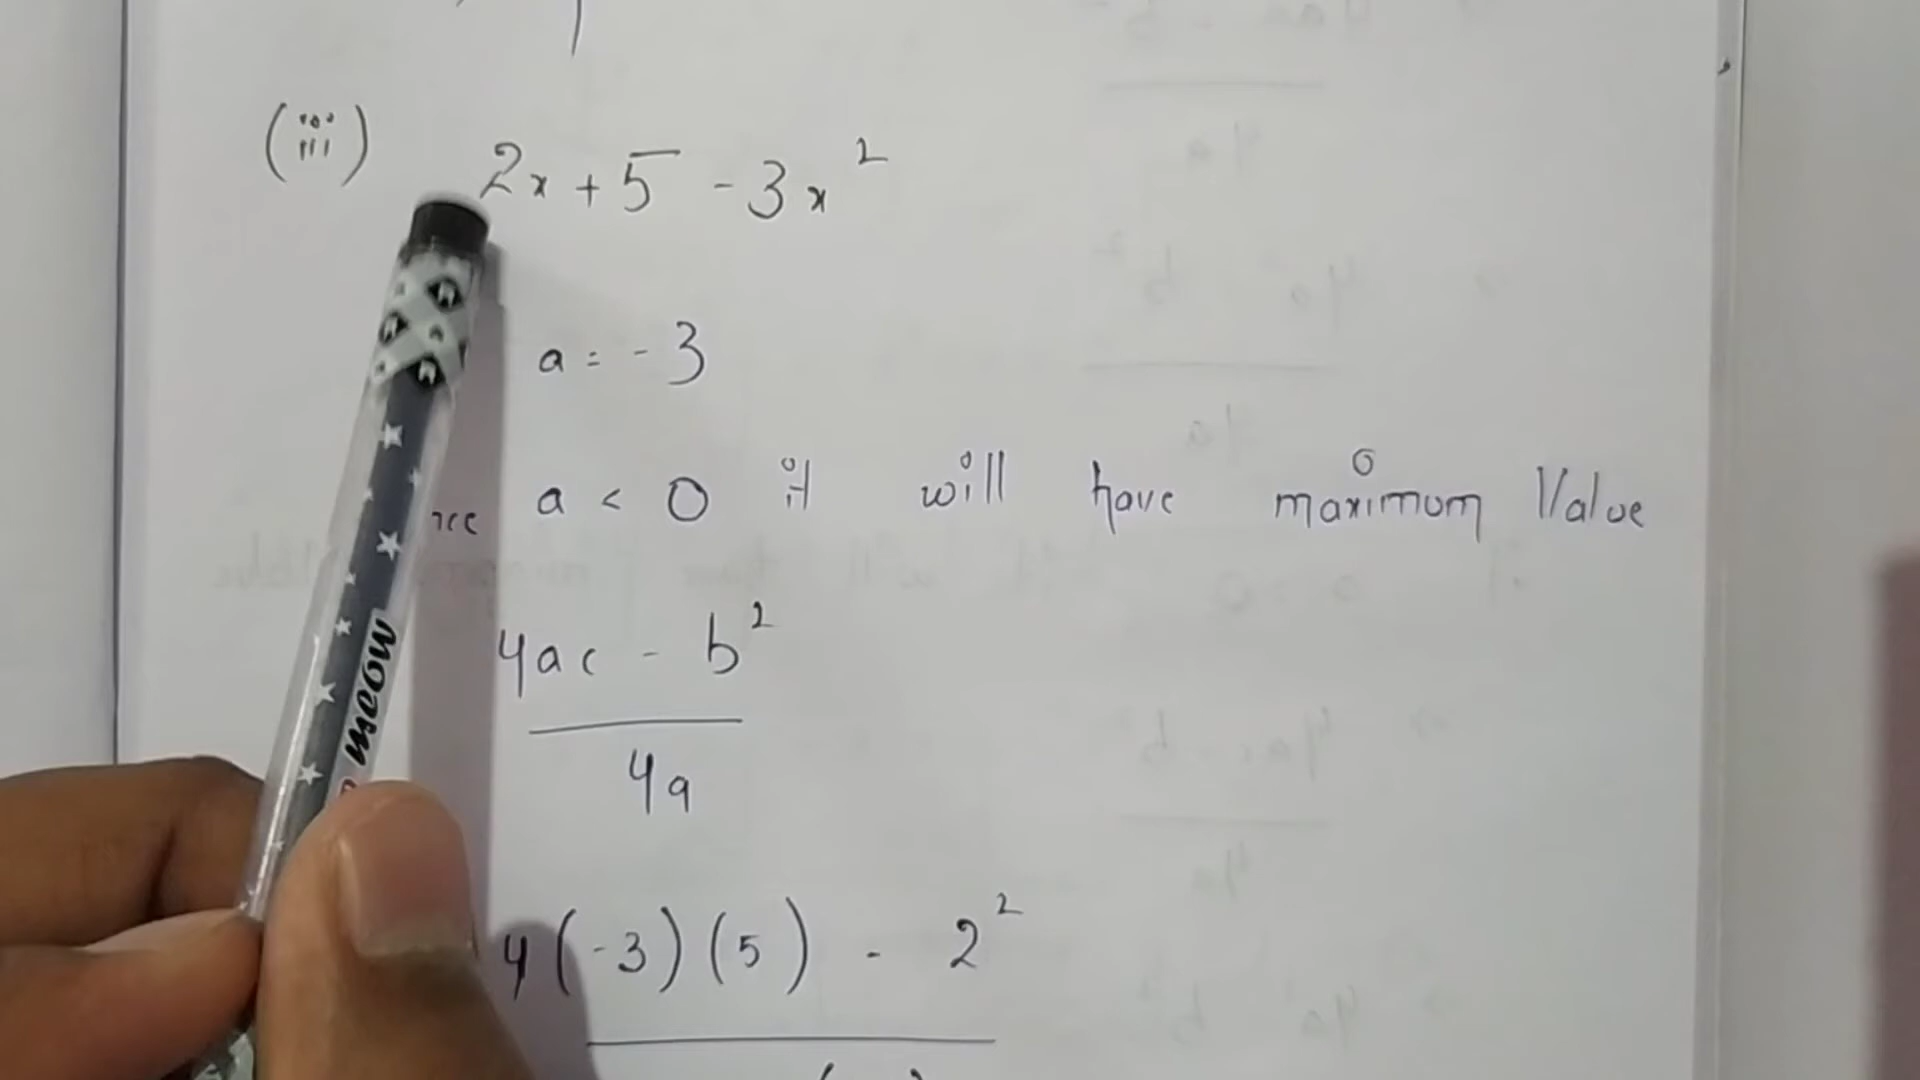 (iii) 2x + 5 - 3x²
a = - 3
a < 0 it will have maximum Value
4ac - b²
4a
4(-3)(5) - 2²
MEOW